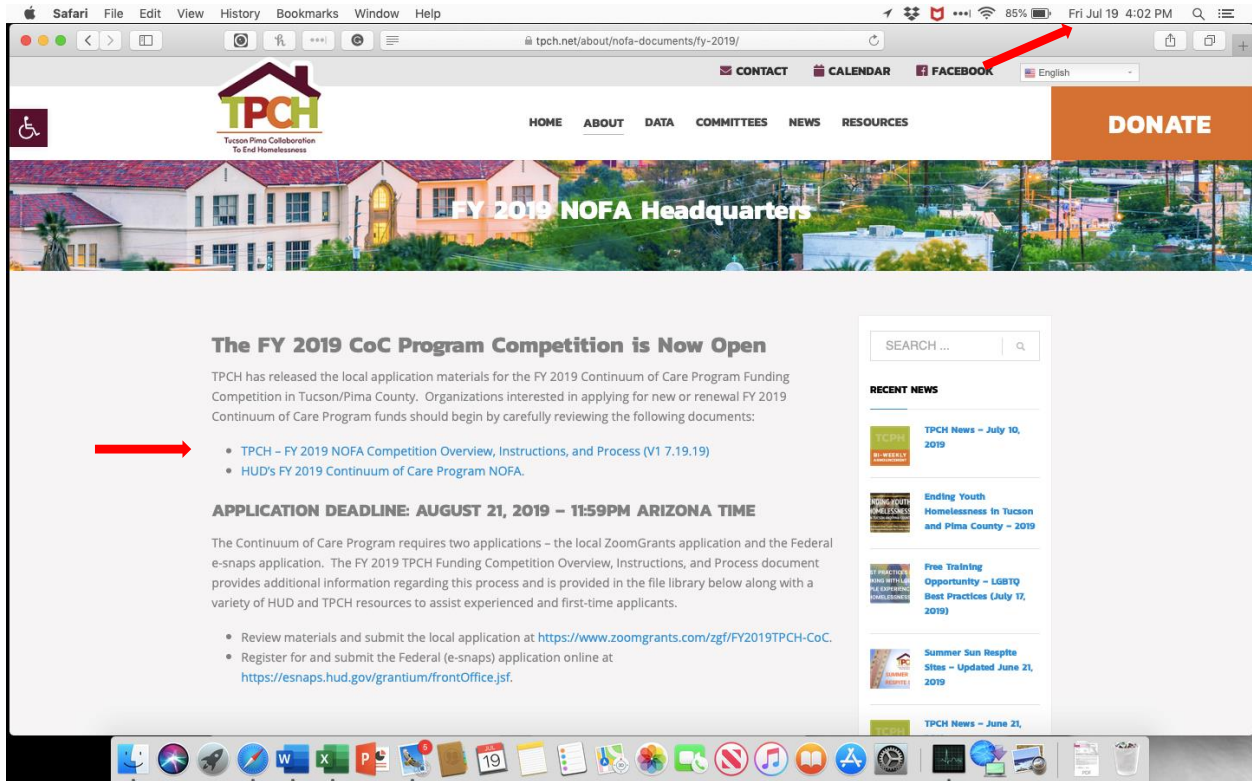 Safari File Edit View History Bookmarks Window Help 85% Fri Jul 19 4:02 PM
tpch.net/about/nofa-documents/fy-2019/
CONTACT CALENDAR FACEBOOK English
TPCH
Tucson Pima Collaboration
To End Homelessness
HOME ABOUT DATA COMMITTEES NEWS RESOURCES
DONATE
FY 2019 NOFA Headquarters
The FY 2019 CoC Program Competition is Now Open
TPCH has released the local application materials for the FY 2019 Continuum of Care Program Funding
Competition in Tucson/Pima County. Organizations interested in applying for new or renewal FY 2019
Continuum of Care Program funds should begin by carefully reviewing the following documents:
TPCH – FY 2019 NOFA Competition Overview, Instructions, and Process (V1 7.19.19)
HUD's FY 2019 Continuum of Care Program NOFA.
APPLICATION DEADLINE: AUGUST 21, 2019 – 11:59PM ARIZONA TIME
The Continuum of Care Program requires two applications – the local ZoomGrants application and the Federal
e-snaps application. The FY 2019 TPCH Funding Competition Overview, Instructions, and Process document
provides additional information regarding this process and is provided in the file library below along with a
variety of HUD and TPCH resources to assist experienced and first-time applicants.
Review materials and submit the local application at https://www.zoomgrants.com/zgf/FY2019TPCH-CoC.
Register for and submit the Federal (e-snaps) application online at
https://esnaps.hud.gov/grantium/frontOffice.jsf.
SEARCH ...
RECENT NEWS
TPCH News – July 10,
2019
Ending Youth
Homelessness in Tucson
and Pima County – 2019
Free Training
Opportunity – LGBTQ
Best Practices (July 17,
2019)
Summer Sun Respite
Sites – Updated June 21,
2019
TPCH News – June 21,
JUL
19